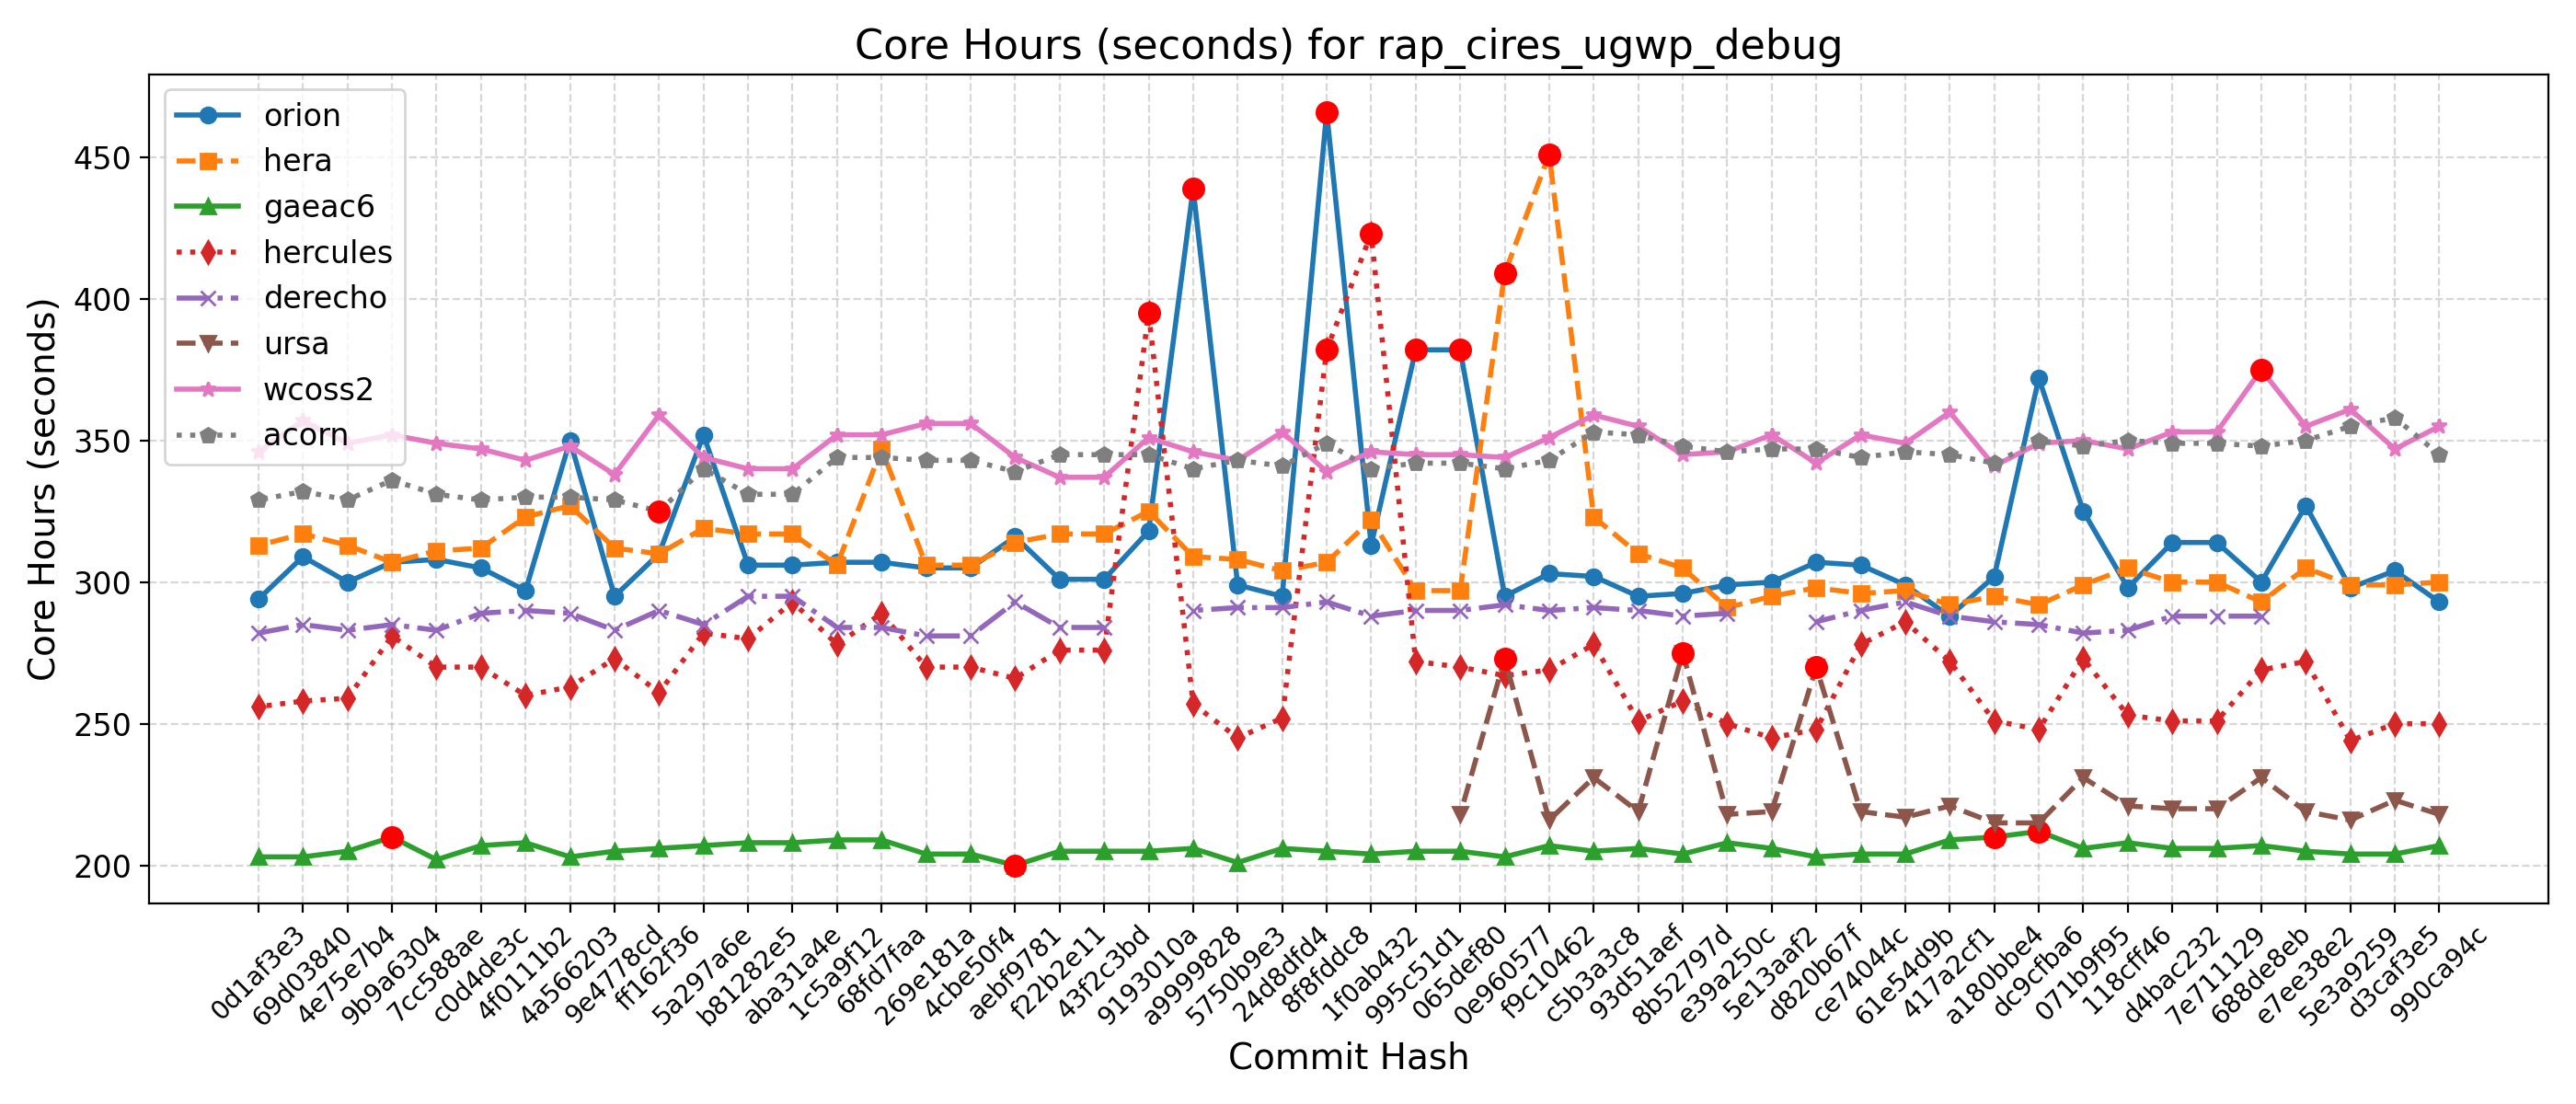 Core Hours (seconds) for rap_cires_ugwp_debug
Core Hours (seconds)
450
400
350
300
250
200
orion
hera
gaeac6
hercules
derecho
ursa
wcoss2
acorn
0d1af3e3
69d03840
4e75e7b4
9b9a6304
7cc588ae
c0d4de3c
4f0111b2
4a566203
9e4778cd
ff162f36
5a297a6e
b81282e5
aba31a4e
1c5a9f12
68fd7faa
269e181a
4cbe50f4
aebf9781
f22b2e11
43f2c3bd
9193010a
a9999828
5750b9e3
24d8dfd4
8f8fddc8
1f0ab432
995c51d1
065def80
0e960577
f9c10462
c5b3a3c8
93d51aef
8b52797d
e39a250c
5e13aaf2
d820b67f
ce74044c
61e54d9b
417a2cf1
a180bbe4
dc9cfba6
071b9f95
118cff46
d4bac232
7e711129
688de8eb
e7ee38e2
5e3a9259
d3caf3e5
990ca94c
Commit Hash